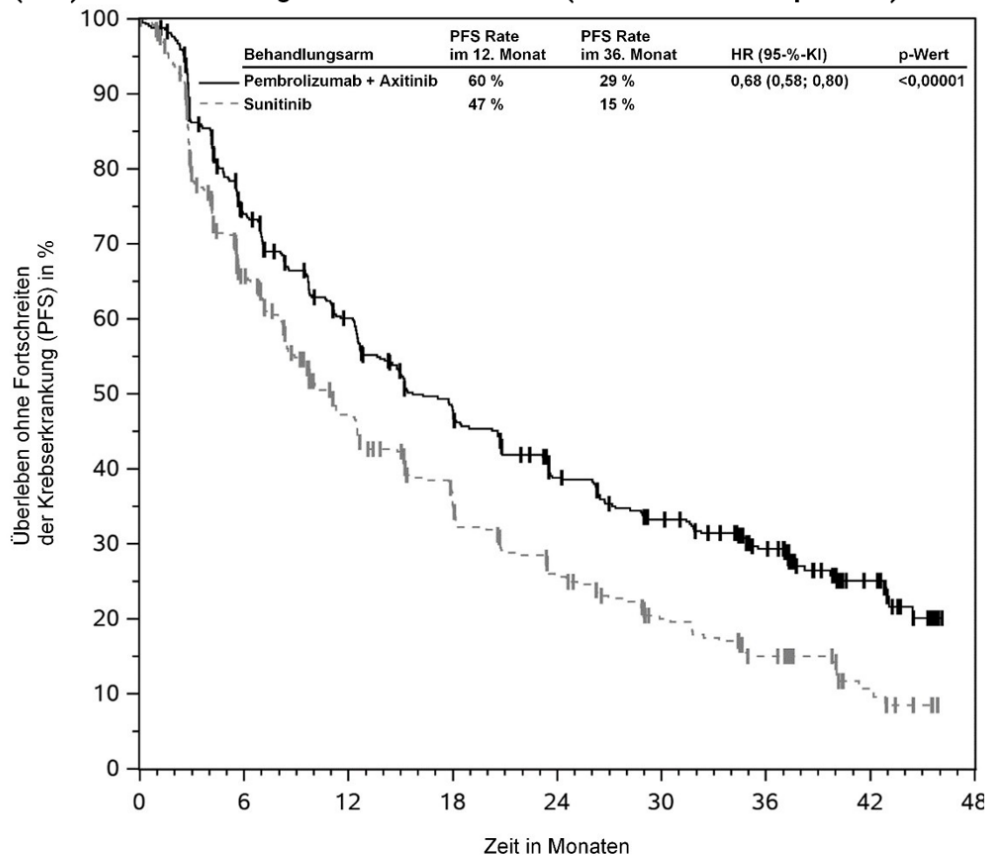 100
90
80
70
60
50
40
30
20
10
0
Überleben ohne Fortschreiten
der Krebserkrankung (PFS) in %
Behandlungsarm PFS Rate im 12. Monat PFS Rate im 36. Monat HR (95-%-KI) p-Wert
Pembrolizumab + Axitinib 60 % 29 % 0,68 (0,58; 0,80) <0,00001
Sunitinib 47 % 15 %
0 6 12 18 24 30 36 42 48
Zeit in Monaten